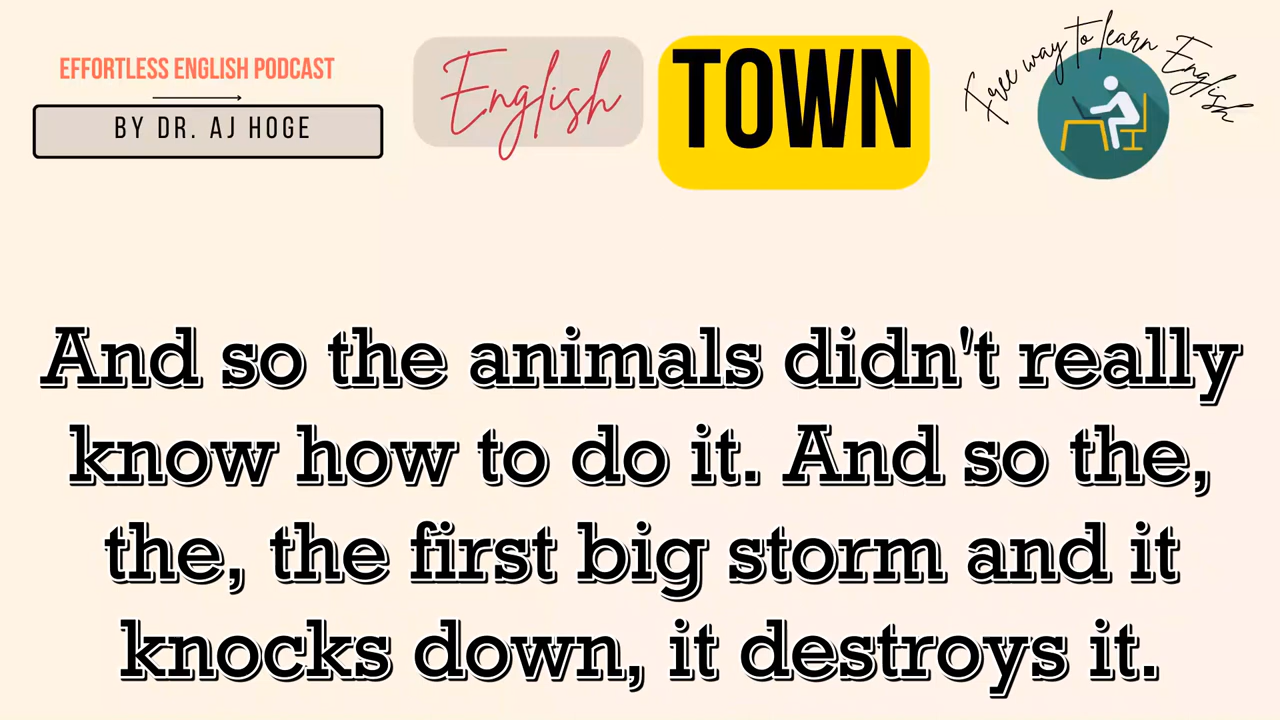 EFFORTLESS ENGLISH PODCAST
BY DR. AJ HOGE
English
TOWN
Free way to learn English
And so the animals didn't really
know how to do it. And so the,
the, the first big storm and it
knocks down, it destroys it.